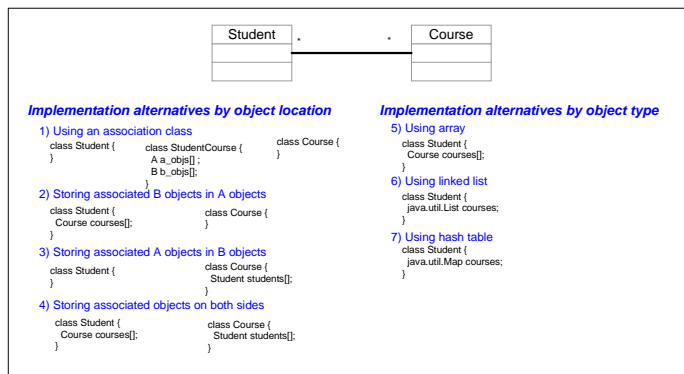 Student * * Course
Implementation alternatives by object location
1) Using an association class
class Student {
}
class StudentCourse {
A a_objs[] ;
B b_objs[];
}
class Course {
}
2) Storing associated B objects in A objects
class Student {
Course courses[];
}
class Course {
}
3) Storing associated A objects in B objects
class Student {
}
class Course {
Student students[];
}
4) Storing associated objects on both sides
class Student {
Course courses[];
}
class Course {
Student students[];
}
Implementation alternatives by object type
5) Using array
class Student {
Course courses[];
}
6) Using linked list
class Student {
java.util.List courses;
}
7) Using hash table
class Student {
java.util.Map courses;
}